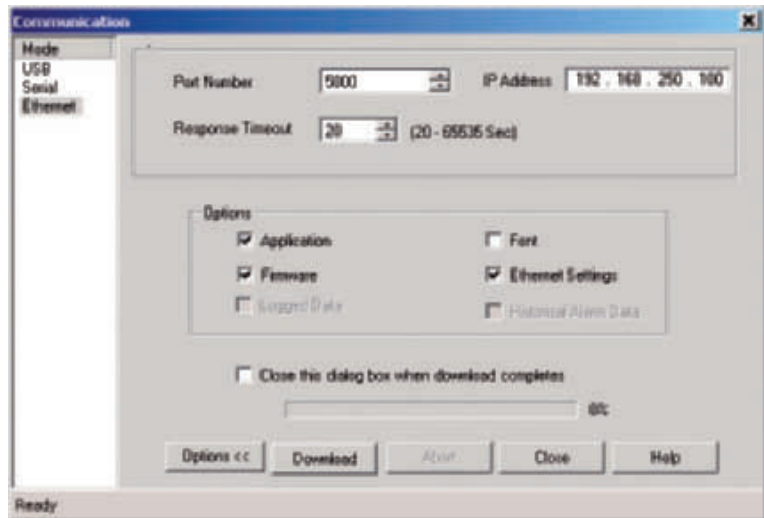 Communication
Mode
USB
Serial
Ethernet
Port Number 5000 IP Address 192 . 168 . 250 . 100
Response Timeout 20 (20 - 65535 Sec)
Options
Application Font
Firmware Ethernet Settings
Logged Data Historical Alarm Data
Close this dialog box when download completes
0%
Options << Download Abort Close Help
Ready